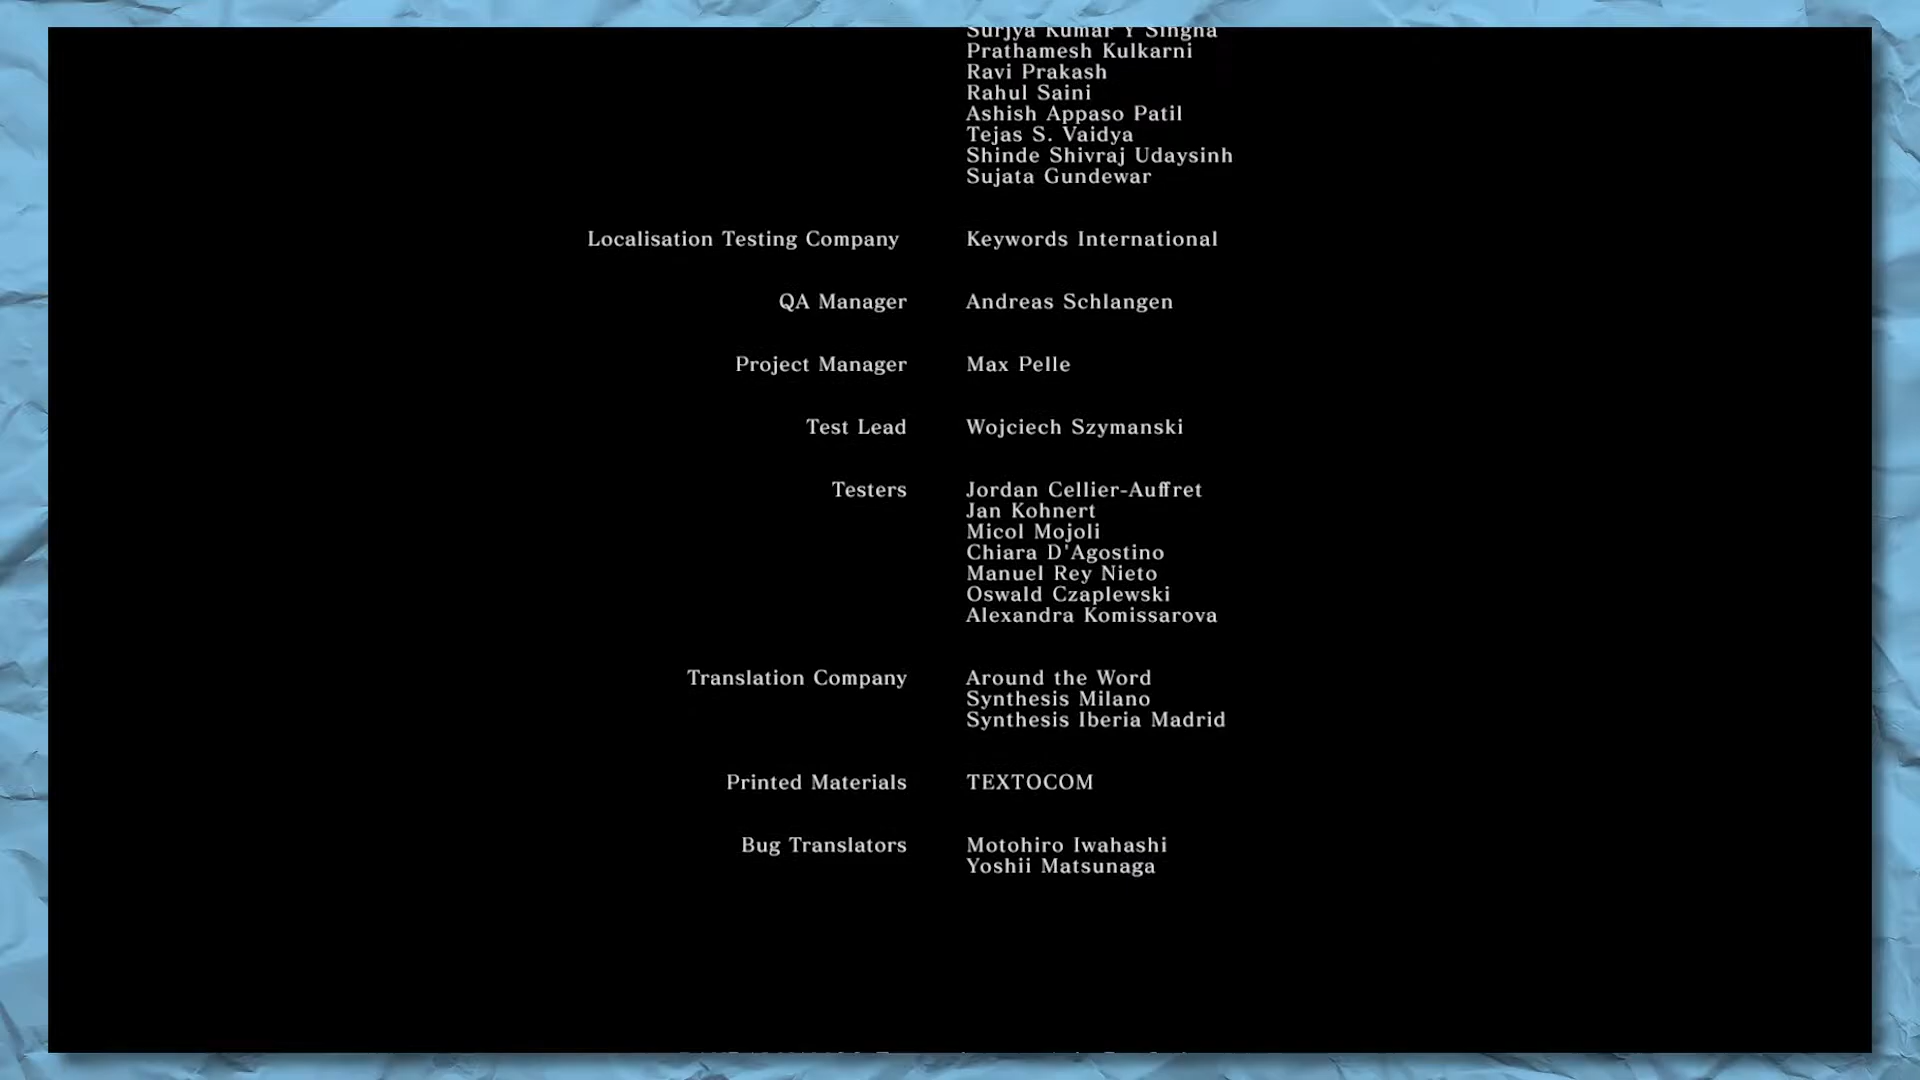 Surjya Kumar Y Singha
Prathamesh Kulkarni
Ravi Prakash
Rahul Saini
Ashish Appaso Patil
Tejas S. Vaidya
Shinde Shivraj Udaysinh
Sujata Gundewar
Localisation Testing Company Keywords International
QA Manager Andreas Schlangen
Project Manager Max Pelle
Test Lead Wojciech Szymanski
Testers Jordan Cellier-Auffret
Jan Kohnert
Micol Mojoli
Chiara D'Agostino
Manuel Rey Nieto
Oswald Czaplewski
Alexandra Komissarova
Translation Company Around the Word
Synthesis Milano
Synthesis Iberia Madrid
Printed Materials TEXTOCOM
Bug Translators Motohiro Iwahashi
Yoshii Matsunaga